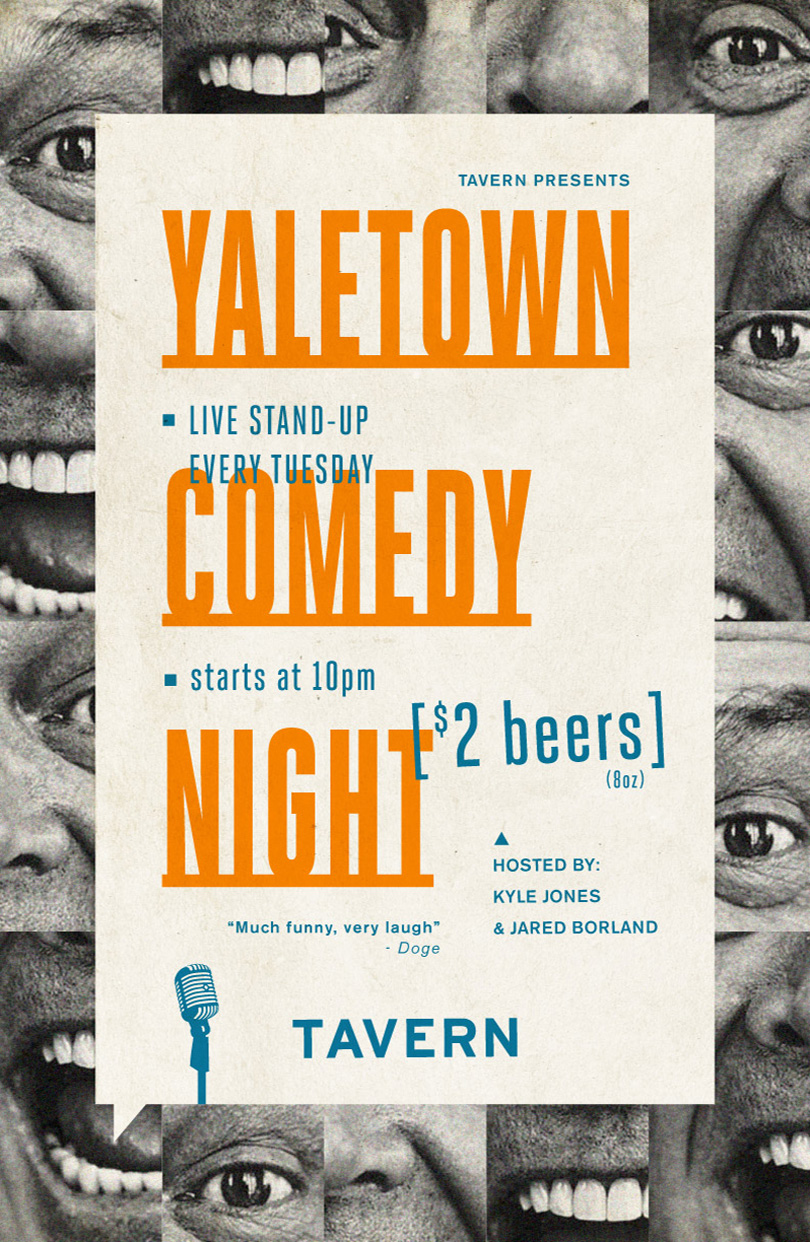 TAVERN PRESENTS
YALETOWN
▪ LIVE STAND-UP
EVERY TUESDAY
COMEDY
▪ starts at 10pm
[$2 beers]
(8oz)
NIGHT
▲
HOSTED BY:
KYLE JONES
& JARED BORLAND
“Much funny, very laugh”
- Doge
TAVERN